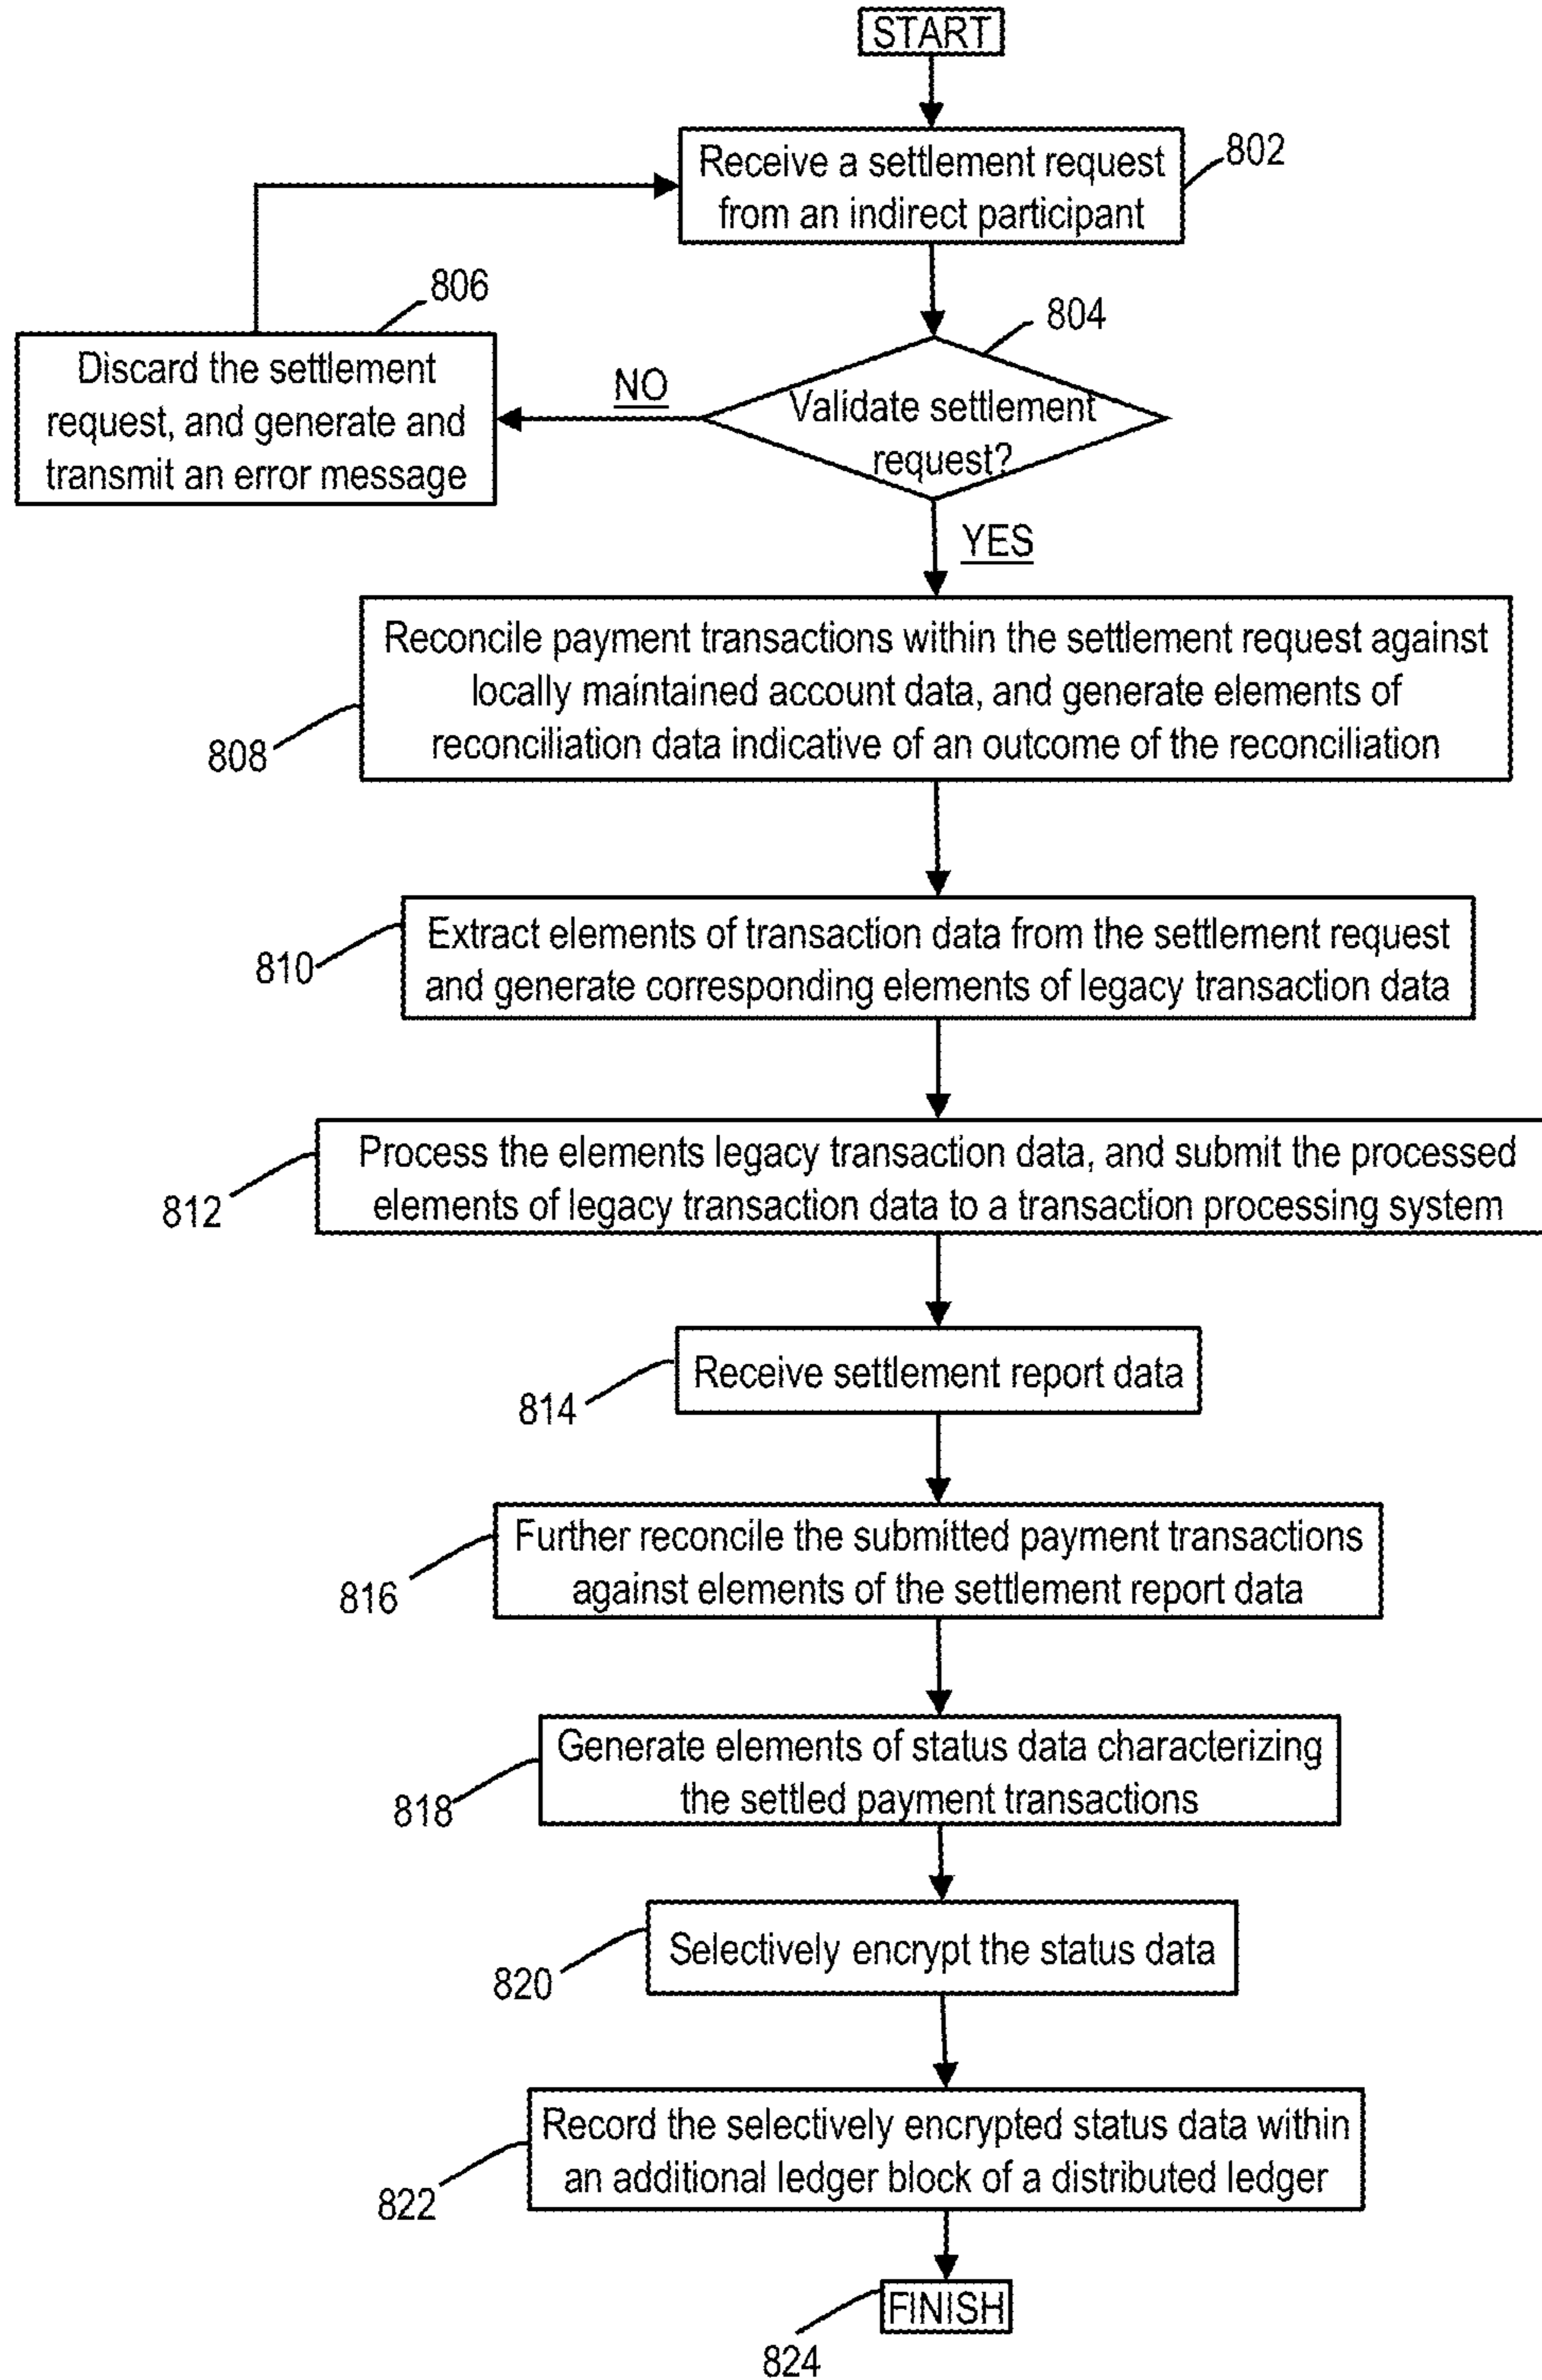 START
Receive a settlement request
from an indirect participant
802
806
804
Discard the settlement
request, and generate and
transmit an error message
NO
Validate settlement
request?
YES
Reconcile payment transactions within the settlement request against
locally maintained account data, and generate elements of
reconciliation data indicative of an outcome of the reconciliation
808
Extract elements of transaction data from the settlement request
and generate corresponding elements of legacy transaction data
810
Process the elements legacy transaction data, and submit the processed
elements of legacy transaction data to a transaction processing system
812
Receive settlement report data
814
Further reconcile the submitted payment transactions
against elements of the settlement report data
816
Generate elements of status data characterizing
the settled payment transactions
818
Selectively encrypt the status data
820
Record the selectively encrypted status data within
an additional ledger block of a distributed ledger
822
FINISH
824